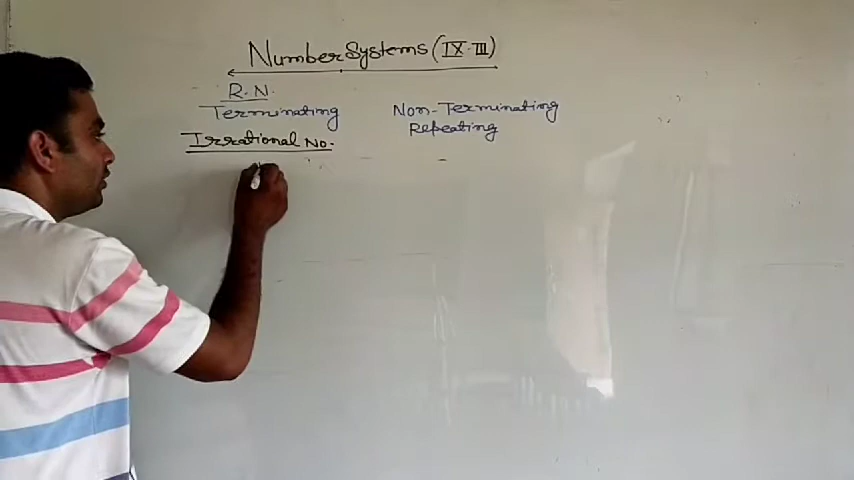 Number Systems (IX-III)
R.N.
Terminating Non-Terminating
Repeating
Irrational No.